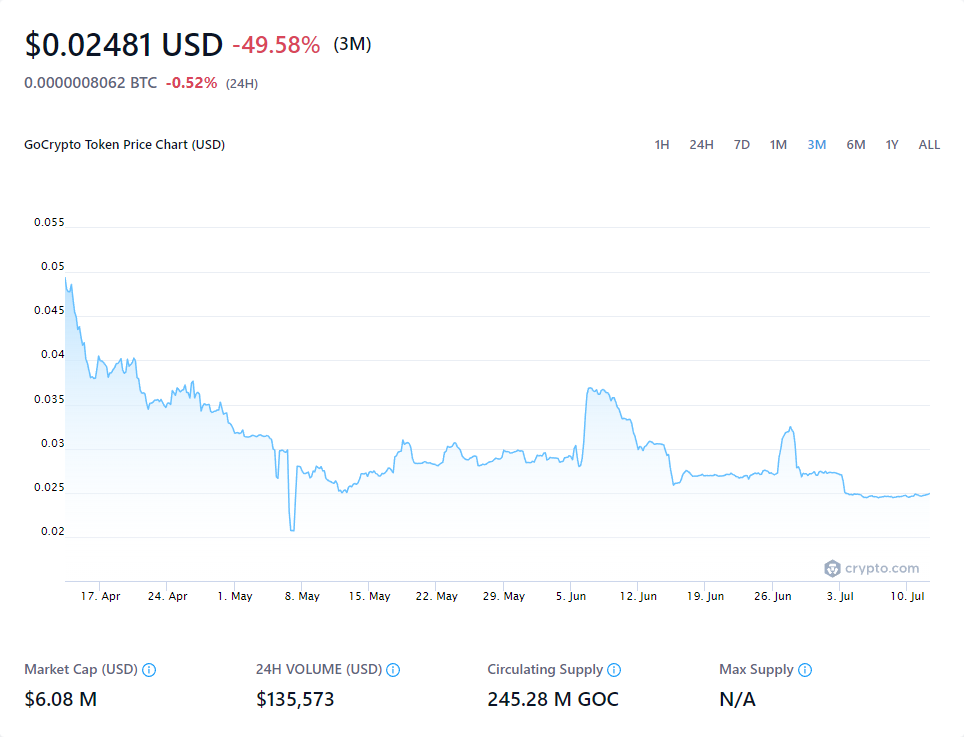 $0.02481 USD -49.58% (3M)
0.0000008062 BTC -0.52% (24H)
GoCrypto Token Price Chart (USD) 1H 24H 7D 1M 3M 6M 1Y ALL
0.055
0.05
0.045
0.04
0.035
0.03
0.025
0.02
crypto.com
17. Apr 24. Apr 1. May 8. May 15. May 22. May 29. May 5. Jun 12. Jun 19. Jun 26. Jun 3. Jul 10. Jul
Market Cap (USD) 24H VOLUME (USD) Circulating Supply Max Supply
$6.08 M $135,573 245.28 M GOC N/A